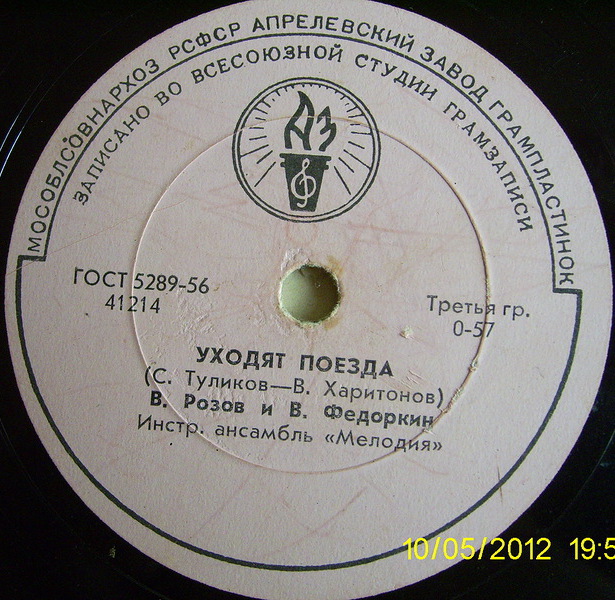 МОСОБЛСОВНАРХОЗ РСФСР АПРЕЛЕВСКИЙ ЗАВОД ГРАМПЛАСТИНОК
ЗАПИСАНО ВО ВСЕСОЮЗНОЙ СТУДИИ ГРАМЗАПИСИ
АЗ
ГОСТ 5289-56
41214
Третья гр.
0-57
УХОДЯТ ПОЕЗДА
(С. Туликов—В. Харитонов)
В. Розов и В. Федоркин
Инстр. ансамбль «Мелодия»
10/05/2012 19:5